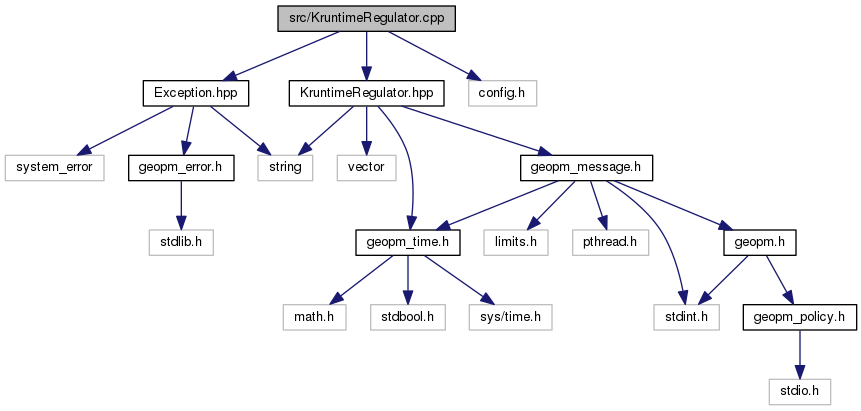 src/KruntimeRegulator.cpp
Exception.hpp
KruntimeRegulator.hpp
config.h
system_error
geopm_error.h
string
vector
geopm_message.h
stdlib.h
geopm_time.h
limits.h
pthread.h
geopm.h
math.h
stdbool.h
sys/time.h
stdint.h
geopm_policy.h
stdio.h